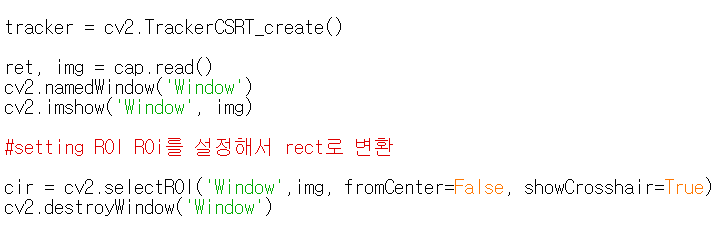 tracker = cv2.TrackerCSRT_create()
ret, img = cap.read()
cv2.namedWindow('Window')
cv2.imshow('Window', img)
#setting ROI ROi를 설정해서 rect로 변환
cir = cv2.selectROI('Window',img, fromCenter=False, showCrosshair=True)
cv2.destroyWindow('Window')